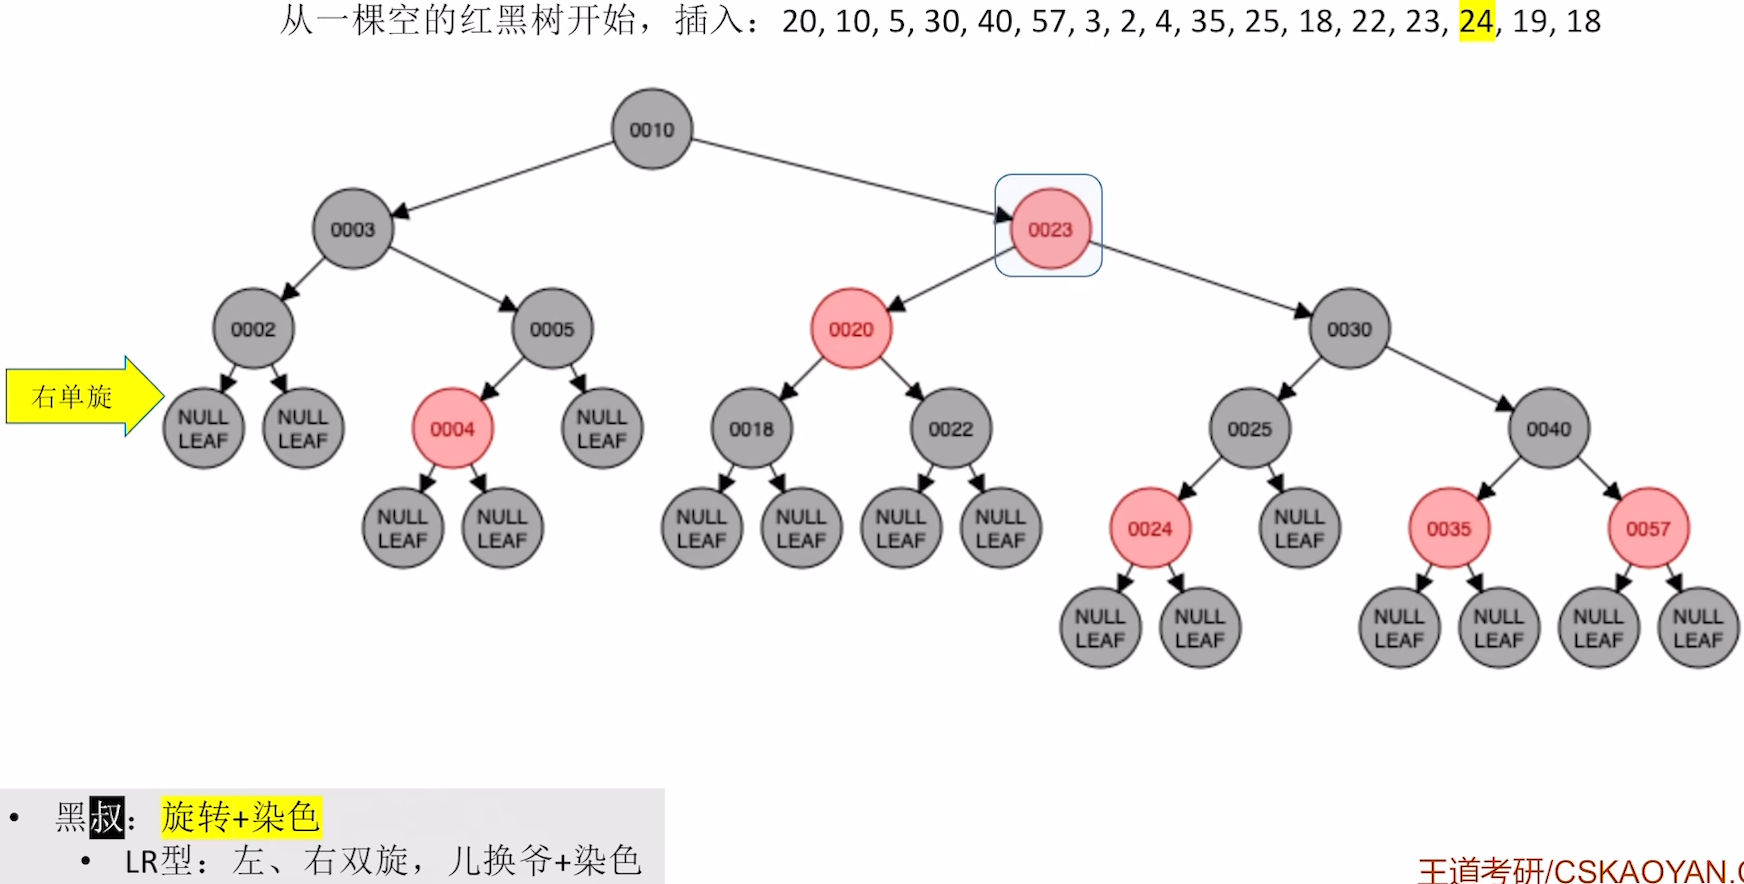 从一棵空的红黑树开始，插入：20, 10, 5, 30, 40, 57, 3, 2, 4, 35, 25, 18, 22, 23, 24, 19, 18
0010
0003 0023
0002 0005 0020 0030
右单旋
NULL LEAF NULL LEAF 0004 NULL LEAF 0018 0022 0025 0040
NULL LEAF NULL LEAF NULL LEAF NULL LEAF NULL LEAF NULL LEAF 0024 NULL LEAF 0035 0057
NULL LEAF NULL LEAF NULL LEAF NULL LEAF NULL LEAF NULL LEAF
• 黑叔：旋转+染色
• LR型：左、右双旋，儿换爷+染色
王道考研/CSKAOYAN.